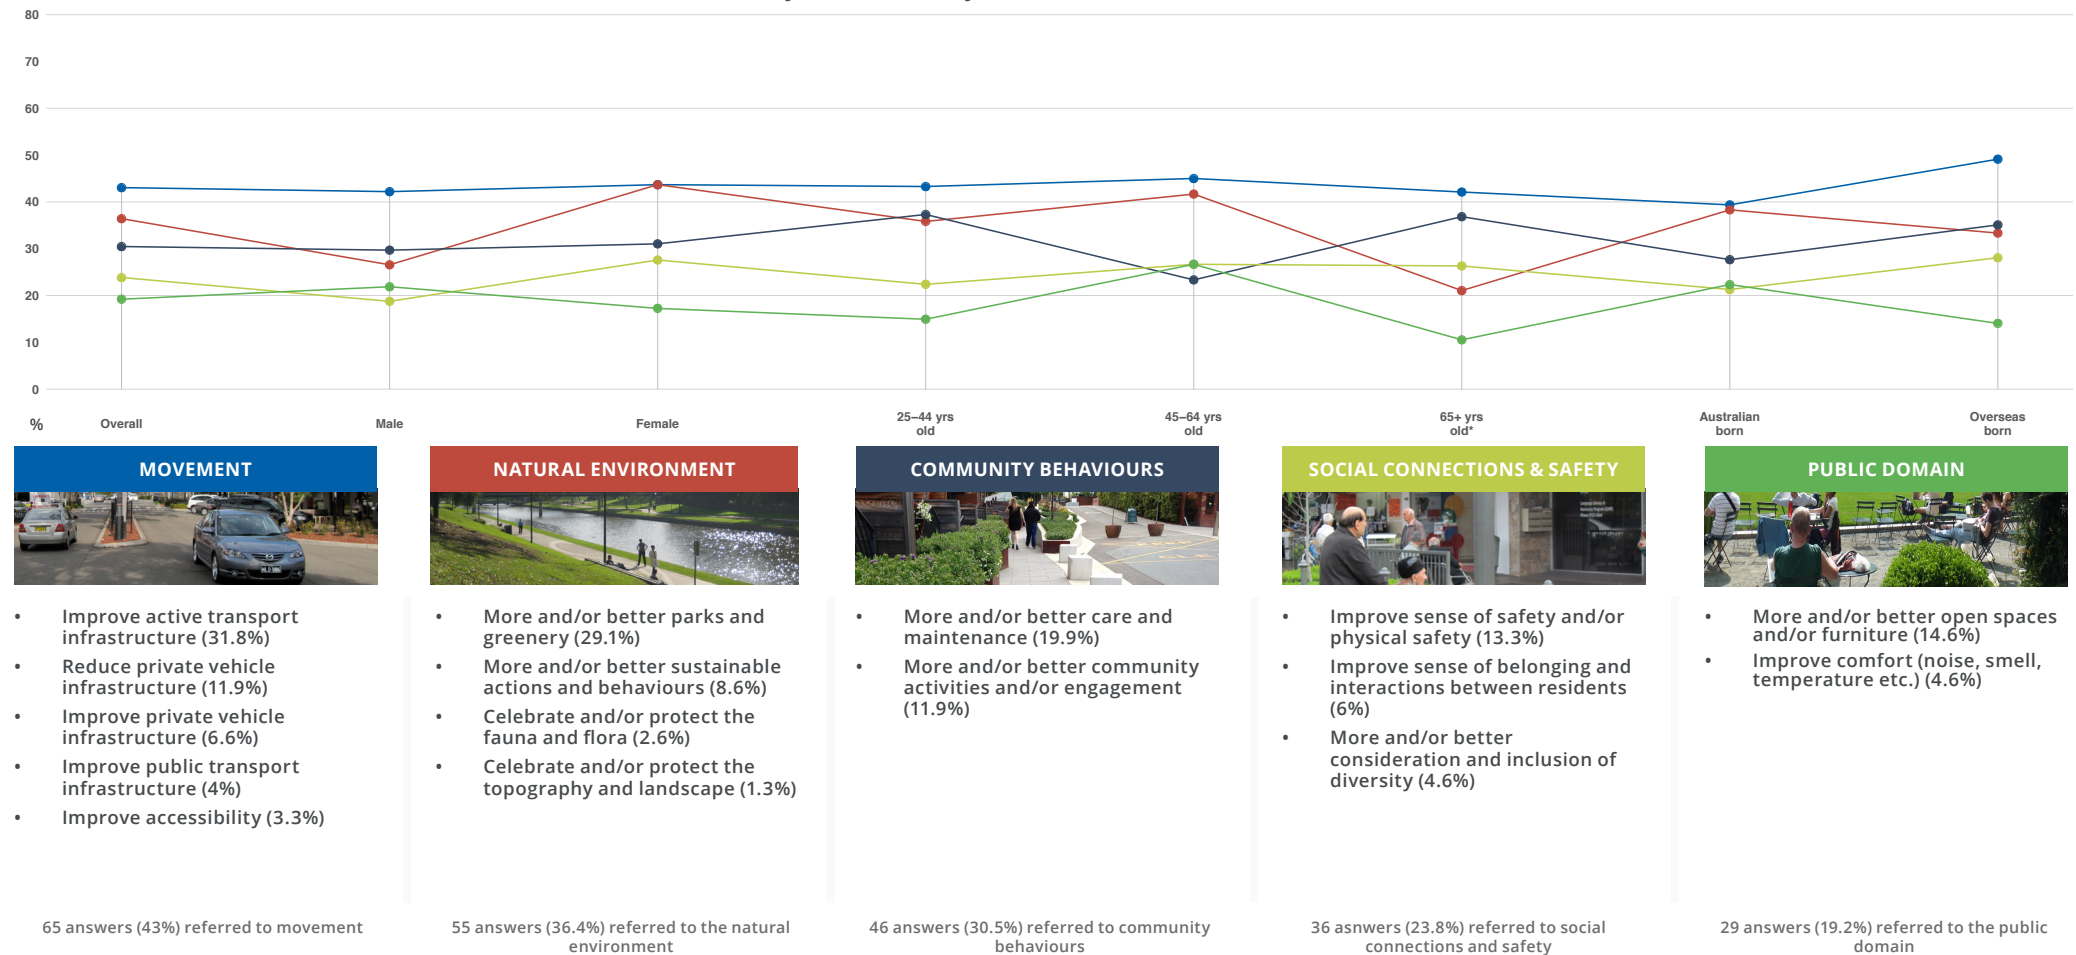 80
70
60
50
40
30
20
10
0
%
Overall
Male
Female
25–44 yrs
old
45–64 yrs
old
65+ yrs
old*
Australian
born
Overseas
born
MOVEMENT
• Improve active transport
infrastructure (31.8%)
• Reduce private vehicle
infrastructure (11.9%)
• Improve private vehicle
infrastructure (6.6%)
• Improve public transport
infrastructure (4%)
• Improve accessibility (3.3%)
65 answers (43%) referred to movement
NATURAL ENVIRONMENT
• More and/or better parks and
greenery (29.1%)
• More and/or better sustainable
actions and behaviours (8.6%)
• Celebrate and/or protect the
fauna and flora (2.6%)
• Celebrate and/or protect the
topography and landscape (1.3%)
55 answers (36.4%) referred to the natural
environment
COMMUNITY BEHAVIOURS
• More and/or better care and
maintenance (19.9%)
• More and/or better community
activities and/or engagement
(11.9%)
46 answers (30.5%) referred to community
behaviours
SOCIAL CONNECTIONS & SAFETY
• Improve sense of safety and/or
physical safety (13.3%)
• Improve sense of belonging and
interactions between residents
(6%)
• More and/or better
consideration and inclusion of
diversity (4.6%)
36 asnwers (23.8%) referred to social
connections and safety
PUBLIC DOMAIN
• More and/or better open spaces
and/or furniture (14.6%)
• Improve comfort (noise, smell,
temperature etc.) (4.6%)
29 answers (19.2%) referred to the public
domain